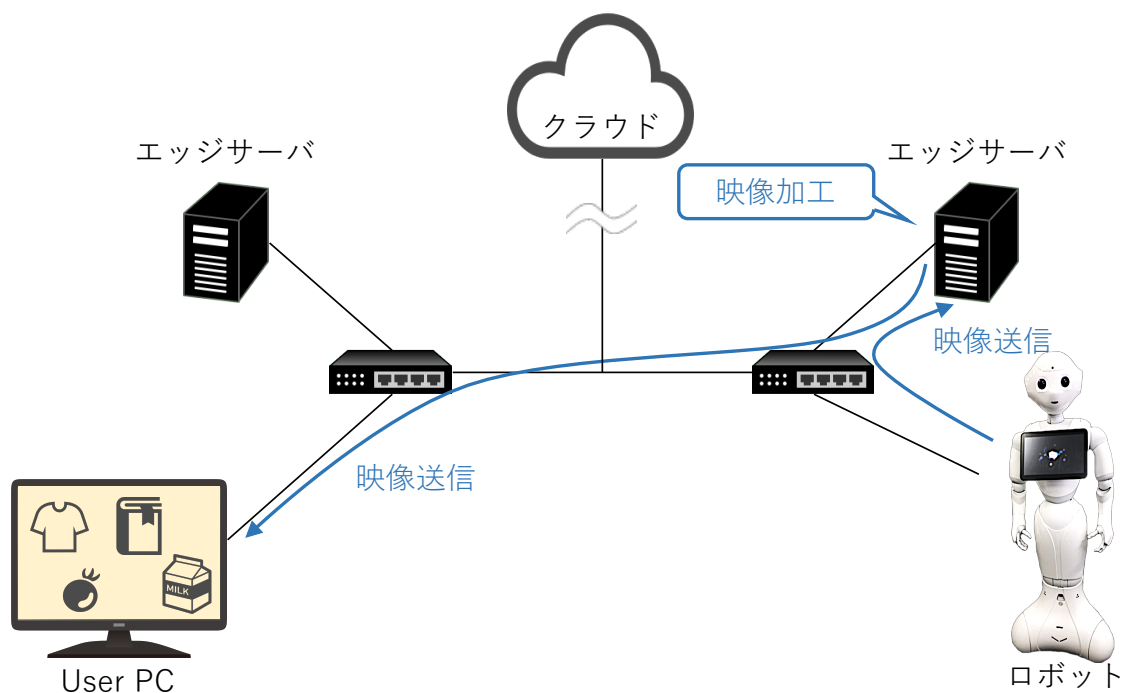 クラウド
エッジサーバ
エッジサーバ
映像加工
映像送信
映像送信
MILK
User PC
ロボット